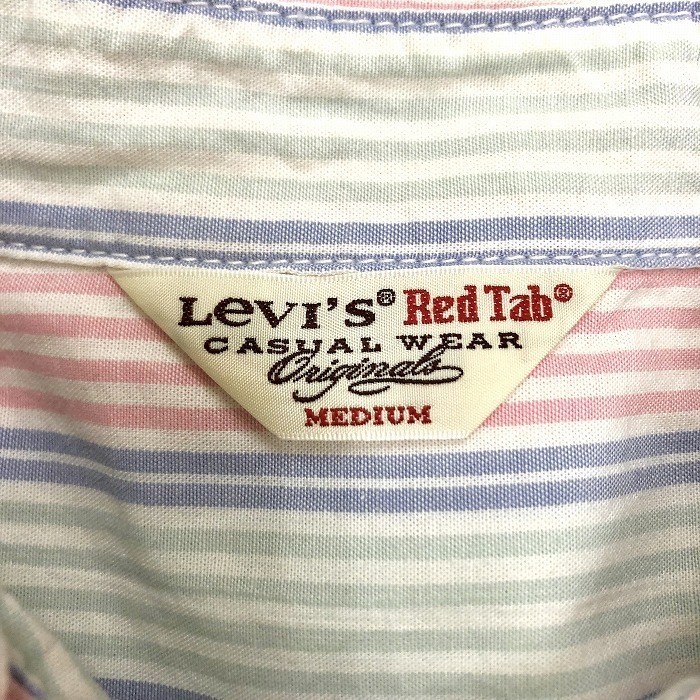 Levi's® Red Tab®
CASUAL WEAR
Originals
MEDIUM